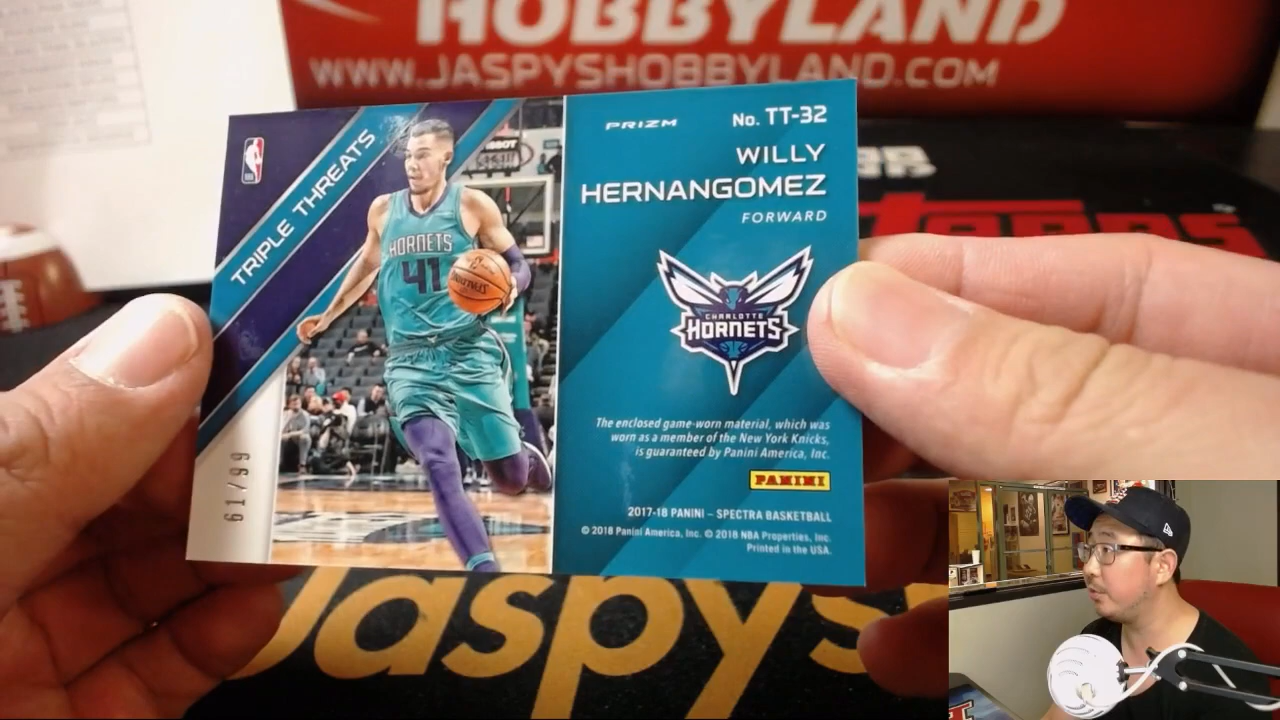 HOBBYLAND
WWW.JASPYSHOBBYLAND.COM
TRIPLE THREATS
HORNETS
41
61/99
PRIZM
No. TT-32
WILLY
HERNANGOMEZ
FORWARD
CHARLOTTE
HORNETS
The enclosed game-worn material, which was
worn as a member of the New York Knicks,
is guaranteed by Panini America, Inc.
PANINI
2017-18 PANINI – SPECTRA BASKETBALL
© 2018 Panini America, Inc. © 2018 NBA Properties, Inc.
Printed in the USA.
Topps
Jaspys